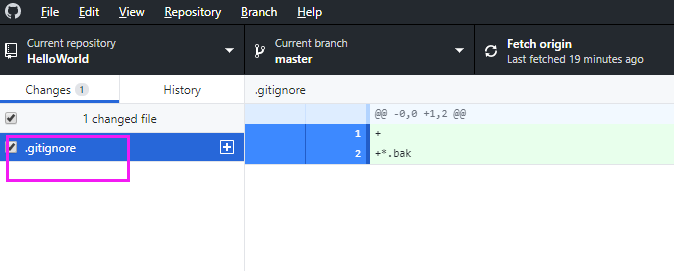 File Edit View Repository Branch Help
Current repository
HelloWorld
Current branch
master
Fetch origin
Last fetched 19 minutes ago
Changes 1 History
.gitignore
1 changed file
@@ -0,0 +1,2 @@
1 +
.gitignore
2 +*.bak